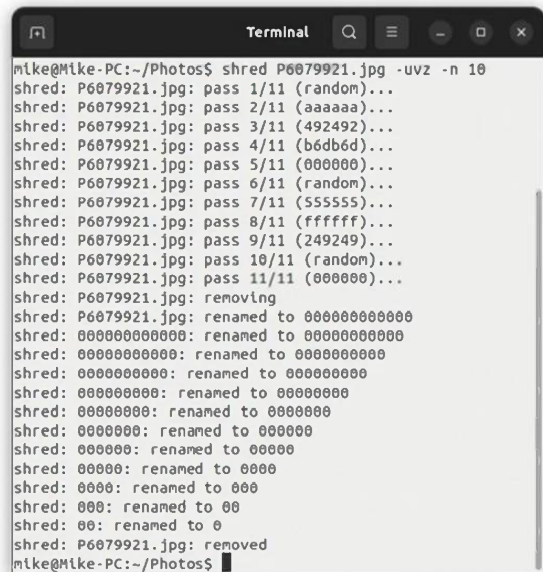 Terminal
mike@Mike-PC:~/Photos$ shred P6079921.jpg -uvz -n 10
shred: P6079921.jpg: pass 1/11 (random)...
shred: P6079921.jpg: pass 2/11 (aaaaaa)...
shred: P6079921.jpg: pass 3/11 (492492)...
shred: P6079921.jpg: pass 4/11 (b6db6d)...
shred: P6079921.jpg: pass 5/11 (000000)...
shred: P6079921.jpg: pass 6/11 (random)...
shred: P6079921.jpg: pass 7/11 (555555)...
shred: P6079921.jpg: pass 8/11 (ffffff)...
shred: P6079921.jpg: pass 9/11 (249249)...
shred: P6079921.jpg: pass 10/11 (random)...
shred: P6079921.jpg: pass 11/11 (000000)...
shred: P6079921.jpg: removing
shred: P6079921.jpg: renamed to 000000000000
shred: 000000000000: renamed to 00000000000
shred: 00000000000: renamed to 0000000000
shred: 0000000000: renamed to 000000000
shred: 000000000: renamed to 00000000
shred: 00000000: renamed to 0000000
shred: 0000000: renamed to 000000
shred: 000000: renamed to 00000
shred: 00000: renamed to 0000
shred: 0000: renamed to 000
shred: 000: renamed to 00
shred: 00: renamed to 0
shred: P6079921.jpg: removed
mike@Mike-PC:~/Photos$